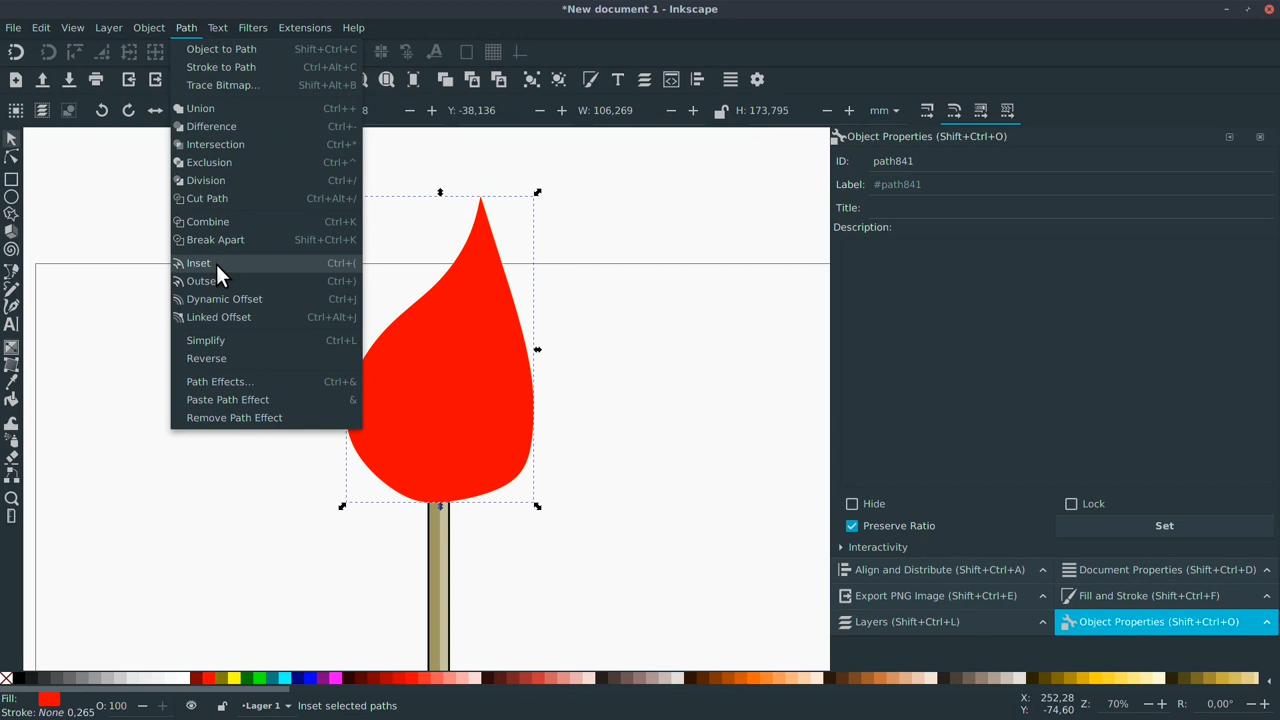 *New document 1 - Inkscape
File Edit View Layer Object Path Text Filters Extensions Help
Object to Path Shift+Ctrl+C
Stroke to Path Ctrl+Alt+C
Trace Bitmap... Shift+Alt+B
Union Ctrl++
Difference Ctrl+-
Intersection Ctrl+*
Exclusion Ctrl+^
Division Ctrl+/
Cut Path Ctrl+Alt+/
Combine Ctrl+K
Break Apart Shift+Ctrl+K
Inset Ctrl+(
Outse Ctrl+)
Dynamic Offset Ctrl+J
Linked Offset Ctrl+Alt+J
Simplify Ctrl+L
Reverse
Path Effects... Ctrl+&
Paste Path Effect &
Remove Path Effect
8 Y: -38,136 W: 106,269 H: 173,795 mm
Object Properties (Shift+Ctrl+O)
ID: path841
Label: #path841
Title:
Description:
Hide Lock
Preserve Ratio Set
Interactivity
Align and Distribute (Shift+Ctrl+A) Document Properties (Shift+Ctrl+D)
Export PNG Image (Shift+Ctrl+E) Fill and Stroke (Shift+Ctrl+F)
Layers (Shift+Ctrl+L) Object Properties (Shift+Ctrl+O)
Fill:
Stroke: None 0,265
O: 100
•Lager 1
Inset selected paths
X: 252,28
Y: -74,60
Z: 70%
R: 0,00°